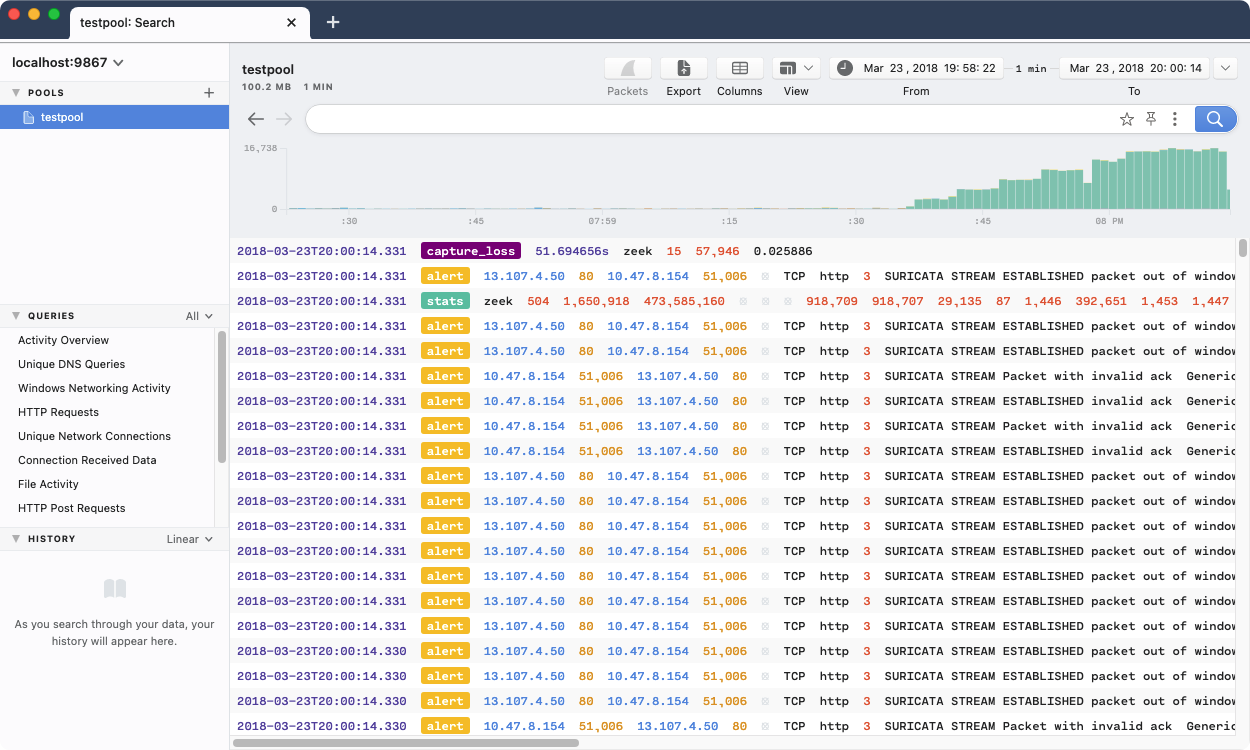 testpool: Search
localhost:9867
POOLS
testpool
QUERIES All
Activity Overview
Unique DNS Queries
Windows Networking Activity
HTTP Requests
Unique Network Connections
Connection Received Data
File Activity
HTTP Post Requests
HISTORY Linear
As you search through your data, your
history will appear here.
testpool
100.2 MB 1 MIN
Packets Export Columns View
Mar 23 , 2018 19:58:22 1 min Mar 23 , 2018 20:00:14
From To
16,738
0
:30 :45 07:59 :15 :30 :45 08 PM
2018-03-23T20:00:14.331 capture_loss 51.694656s zeek 15 57,946 0.025886
2018-03-23T20:00:14.331 alert 13.107.4.50 80 10.47.8.154 51,006 TCP http 3 SURICATA STREAM ESTABLISHED packet out of window
2018-03-23T20:00:14.331 stats zeek 504 1,650,918 473,585,160 918,709 918,707 29,135 87 1,446 392,651 1,453 1,447
2018-03-23T20:00:14.331 alert 13.107.4.50 80 10.47.8.154 51,006 TCP http 3 SURICATA STREAM ESTABLISHED packet out of window
2018-03-23T20:00:14.331 alert 13.107.4.50 80 10.47.8.154 51,006 TCP http 3 SURICATA STREAM ESTABLISHED packet out of window
2018-03-23T20:00:14.331 alert 10.47.8.154 51,006 13.107.4.50 80 TCP http 3 SURICATA STREAM Packet with invalid ack Generic
2018-03-23T20:00:14.331 alert 10.47.8.154 51,006 13.107.4.50 80 TCP http 3 SURICATA STREAM ESTABLISHED invalid ack Generic
2018-03-23T20:00:14.331 alert 10.47.8.154 51,006 13.107.4.50 80 TCP http 3 SURICATA STREAM Packet with invalid ack Generic
2018-03-23T20:00:14.331 alert 10.47.8.154 51,006 13.107.4.50 80 TCP http 3 SURICATA STREAM ESTABLISHED invalid ack Generic
2018-03-23T20:00:14.331 alert 13.107.4.50 80 10.47.8.154 51,006 TCP http 3 SURICATA STREAM ESTABLISHED packet out of window
2018-03-23T20:00:14.331 alert 13.107.4.50 80 10.47.8.154 51,006 TCP http 3 SURICATA STREAM ESTABLISHED packet out of window
2018-03-23T20:00:14.331 alert 13.107.4.50 80 10.47.8.154 51,006 TCP http 3 SURICATA STREAM ESTABLISHED packet out of window
2018-03-23T20:00:14.331 alert 13.107.4.50 80 10.47.8.154 51,006 TCP http 3 SURICATA STREAM ESTABLISHED packet out of window
2018-03-23T20:00:14.331 alert 13.107.4.50 80 10.47.8.154 51,006 TCP http 3 SURICATA STREAM ESTABLISHED packet out of window
2018-03-23T20:00:14.331 alert 13.107.4.50 80 10.47.8.154 51,006 TCP http 3 SURICATA STREAM ESTABLISHED packet out of window
2018-03-23T20:00:14.331 alert 13.107.4.50 80 10.47.8.154 51,006 TCP http 3 SURICATA STREAM ESTABLISHED packet out of window
2018-03-23T20:00:14.330 alert 13.107.4.50 80 10.47.8.154 51,006 TCP http 3 SURICATA STREAM ESTABLISHED packet out of window
2018-03-23T20:00:14.330 alert 13.107.4.50 80 10.47.8.154 51,006 TCP http 3 SURICATA STREAM ESTABLISHED packet out of window
2018-03-23T20:00:14.330 alert 13.107.4.50 80 10.47.8.154 51,006 TCP http 3 SURICATA STREAM ESTABLISHED packet out of window
2018-03-23T20:00:14.330 alert 10.47.8.154 51,006 13.107.4.50 80 TCP http 3 SURICATA STREAM Packet with invalid ack Generic